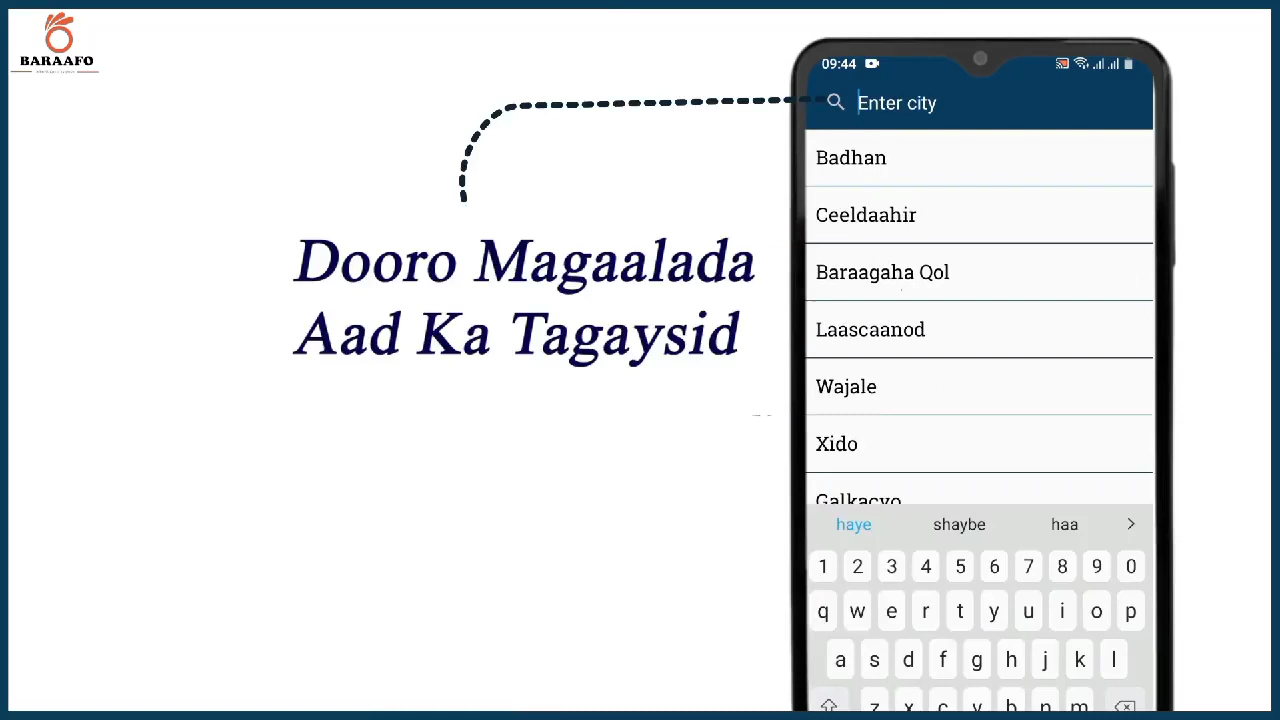 BARAAFO
09:44
Enter city
Badhan
Ceeldaahir
Baraagaha Qol
Laascaanod
Wajale
Xido
Galkacyo
Dooro Magaalada
Aad Ka Tagaysid
haye shaybe haa
1 2 3 4 5 6 7 8 9 0
q w e r t y u i o p
a s d f g h j k l
z x c v b n m